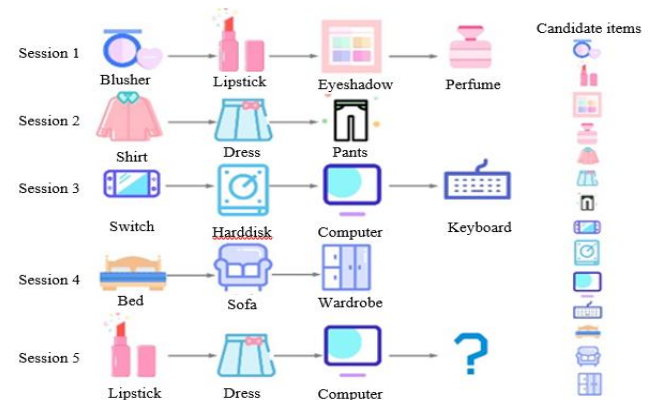 Candidate items
Session 1
Blusher
Lipstick
Eyeshadow
Perfume
Session 2
Shirt
Dress
Pants
Session 3
Switch
Harddisk
Computer
Keyboard
Session 4
Bed
Sofa
Wardrobe
Session 5
?
Lipstick
Dress
Computer